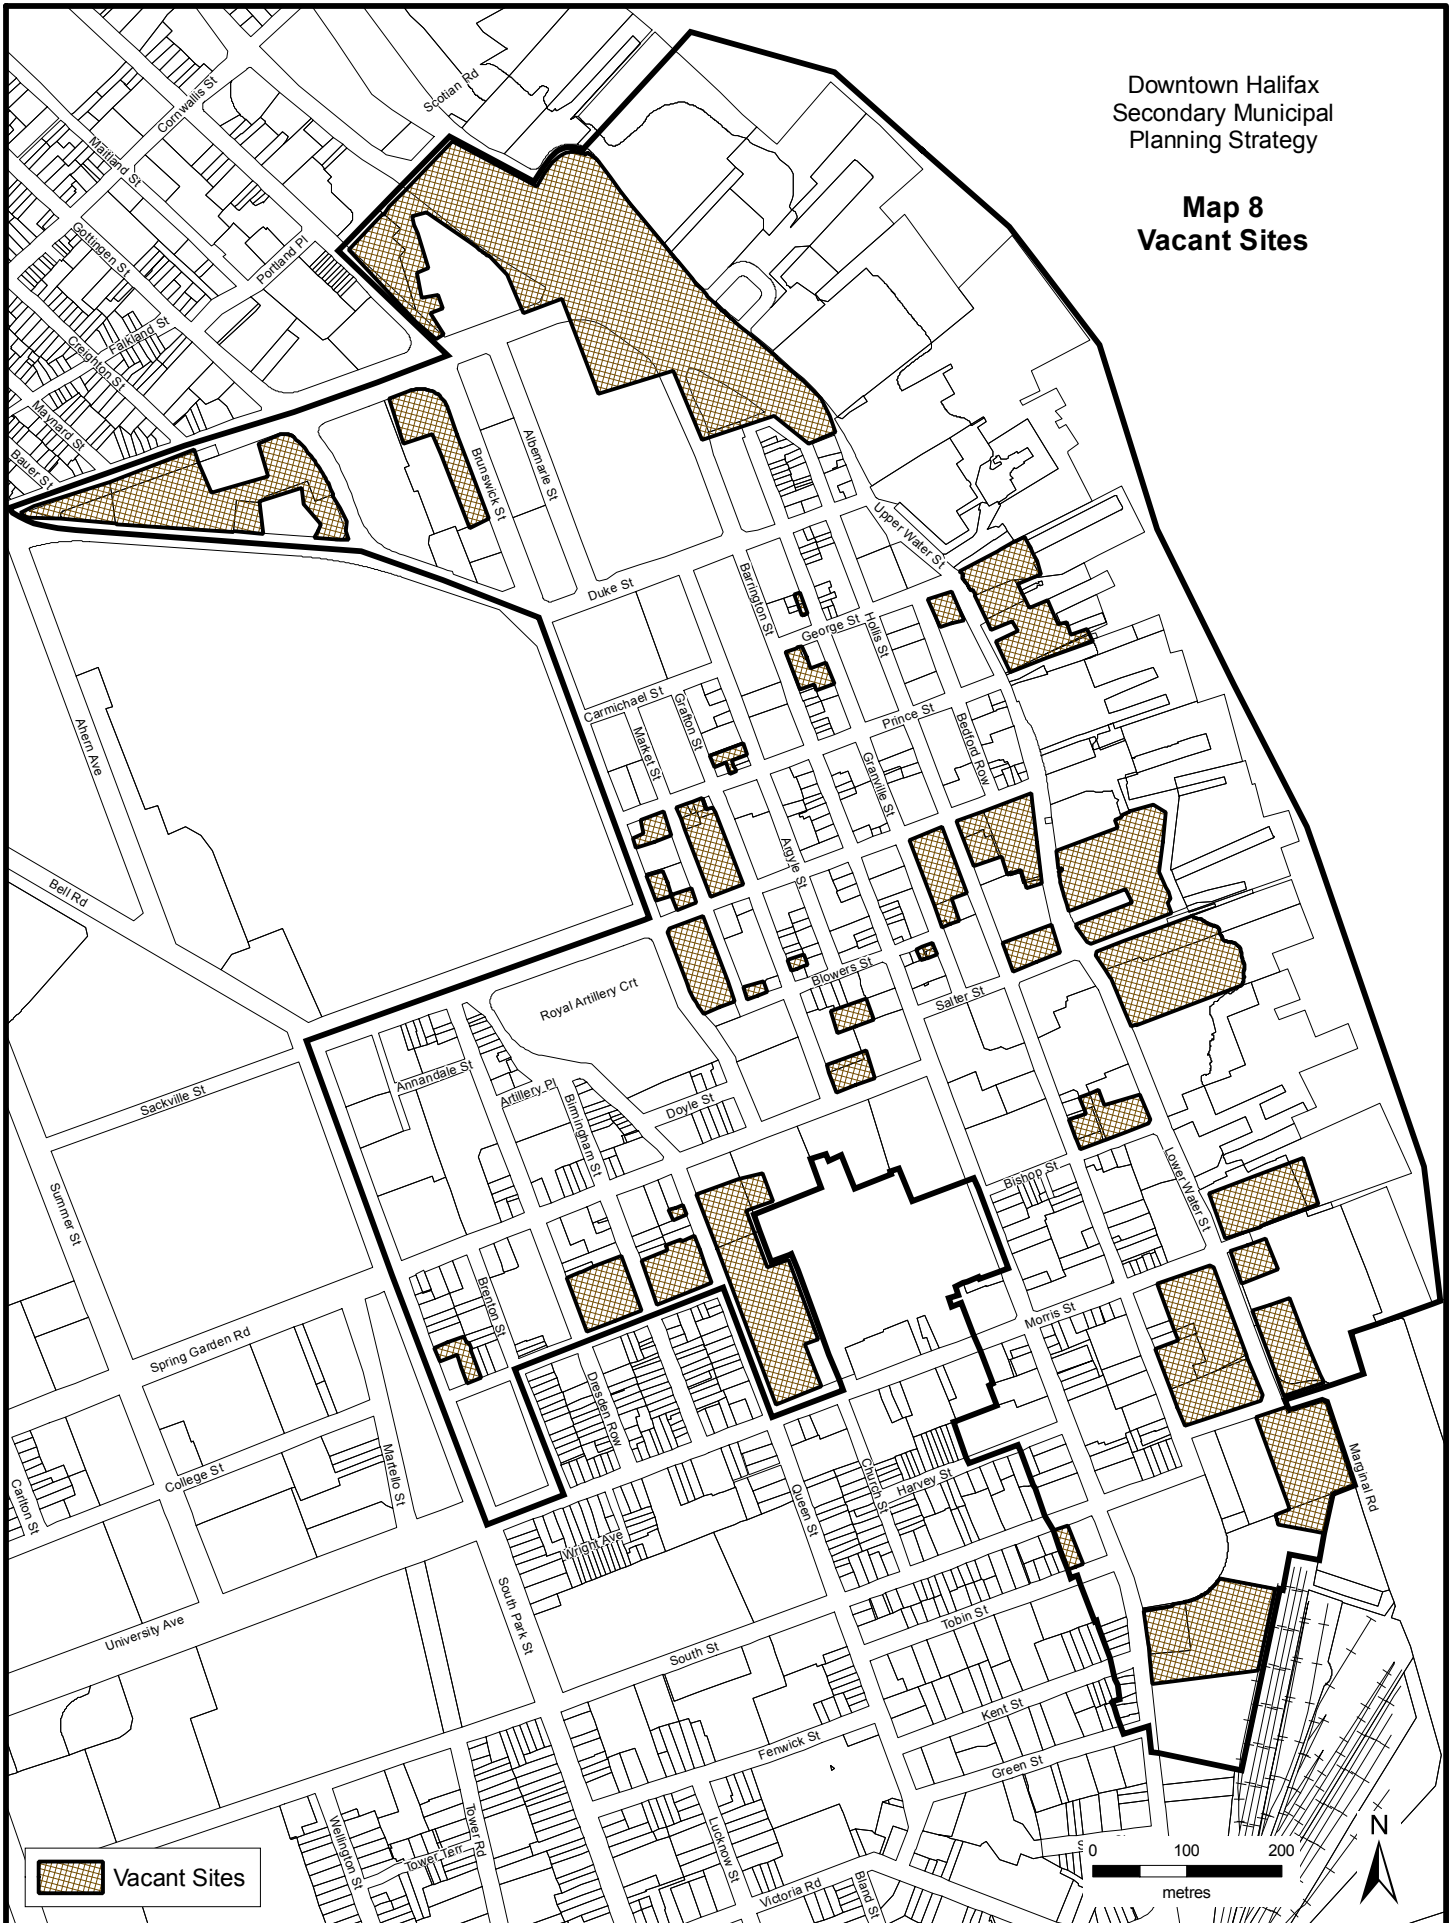 Downtown Halifax
Secondary Municipal
Planning Strategy
Map 8
Vacant Sites
Scotian Rd
Cornwallis St
Maitland St
Gottingen St
Portland Pl
Falkland St
Creighton St
Maynard St
Bauer St
Brunswick St
Albemarle St
Upper Water St
Duke St
Barrington St
George St
Hollis St
Carmichael St
Grafton St
Market St
Prince St
Bedford Row
Granville St
Argyle St
Ahern Ave
Bell Rd
Blowers St
Salter St
Royal Artillery Crt
Annandale St
Artillery Pl
Birmingham St
Doyle St
Sackville St
Summer St
Bishop St
Lower Water St
Morris St
Brenton St
Spring Garden Rd
Dresden Row
Martello St
College St
Carlton St
Queen St
Church St
Harvey St
Marginal Rd
Wright Ave
South Park St
Tobin St
University Ave
South St
Kent St
Fenwick St
Green St
Wellington St
Tower Rd
Tower Terr
Lucknow St
Victoria Rd
Bland St
Vacant Sites
0 100 200
metres
N